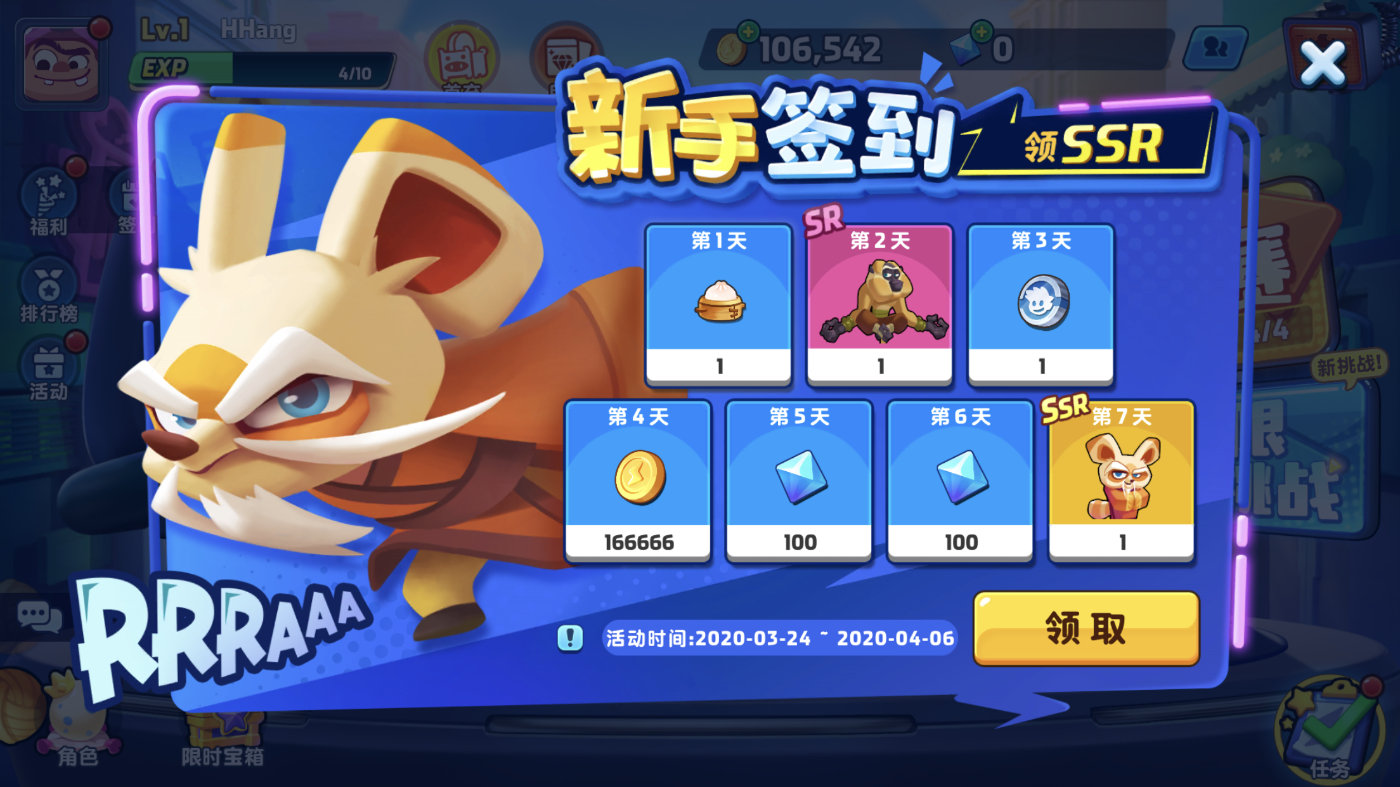 Lv.1 HHang
EXP 4/10
106,542
0
新手签到
领SSR
福利
签
排行榜
活动
第1天
1
SR
第2天
1
第3天
1
第4天
166666
第5天
100
第6天
100
SSR
第7天
1
新挑战!
/4
RRRAAA
活动时间:2020-03-24 ~ 2020-04-06
领取
角色
限时宝箱
任务